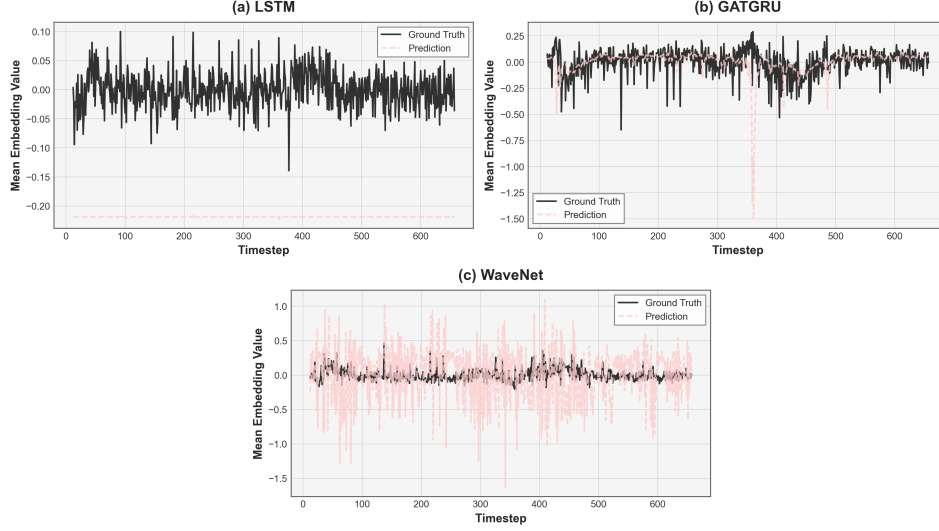 (a) LSTM
Mean Embedding Value
0.10
0.05
0.00
−0.05
−0.10
−0.15
−0.20
Ground Truth
Prediction
0 100 200 300 400 500 600
Timestep
(b) GATGRU
Mean Embedding Value
0.25
0.00
−0.25
−0.50
−0.75
−1.00
−1.25
−1.50
Ground Truth
Prediction
0 100 200 300 400 500 600
Timestep
(c) WaveNet
Mean Embedding Value
1.0
0.5
0.0
−0.5
−1.0
−1.5
Ground Truth
Prediction
0 100 200 300 400 500 600
Timestep